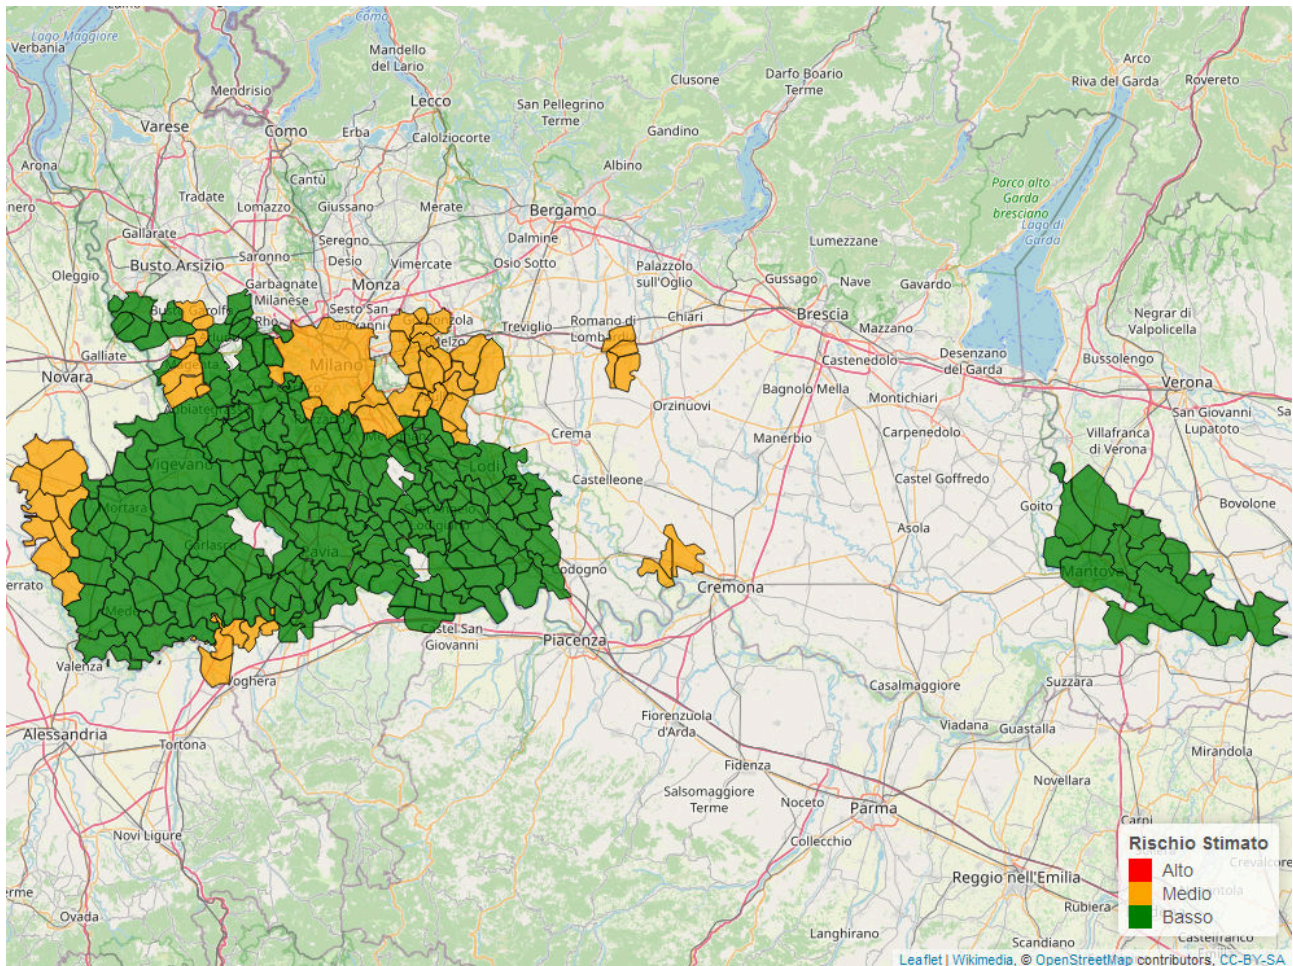 Lago Maggiore
Verbania
Como
Mandello
del Lario
Arco
Riva del Garda
Rovereto
Clusone
Darfo Boario
Terme
Mendrisio
Lecco
San Pellegrino
Terme
Varese
Como
Erba
Calolziocorte
Gandino
Arona
Albino
Cantù
Parco alto
Garda
bresciano
Lago di
Garda
Tradate
Lomazzo
Giussano
Merate
Bergamo
Gallarate
Seregno
Dalmine
Lumezzane
Oleggio
Busto Arsizio
Saronno
Desio
Vimercate
Osio Sotto
Palazzolo
sull'Oglio
Gussago
Nave
Gavardo
Garbagnate
Milanese
Monza
Negrar di
Valpolicella
Rho
Sesto San
Giovanni
Treviglio
Romano di
Chiari
Brescia
Mazzano
Galliate
Melzo
Castenedolo
Desenzano
del Garda
Bussolengo
Novara
Magenta
Milano
Bagnolo Mella
Montichiari
Verona
Orzinuovi
San Giovanni
Lupatoto
Crema
Manerbio
Carpenedolo
Villafranca
di Verona
Vigevano
Lodi
Castelleone
Castel Goffredo
Goito
Bovolone
Mortara
Asola
Garlasco
Pavia
Mantova
Cremona
Mede
Castel San
Giovanni
Piacenza
Valenza
Voghera
Casalmaggiore
Suzzara
Fiorenzuola
d'Arda
Viadana
Guastalla
Alessandria
Tortona
Mirandola
Fidenza
Novellara
Salsomaggiore
Terme
Noceto
Parma
Carpi
Novi Ligure
Collecchio
Reggio nell'Emilia
Rubiera
Ovada
Langhirano
Scandiano
Castelfranco
Rischio Stimato
Alto
Medio
Basso
Leaflet | Wikimedia, © OpenStreetMap contributors, CC-BY-SA